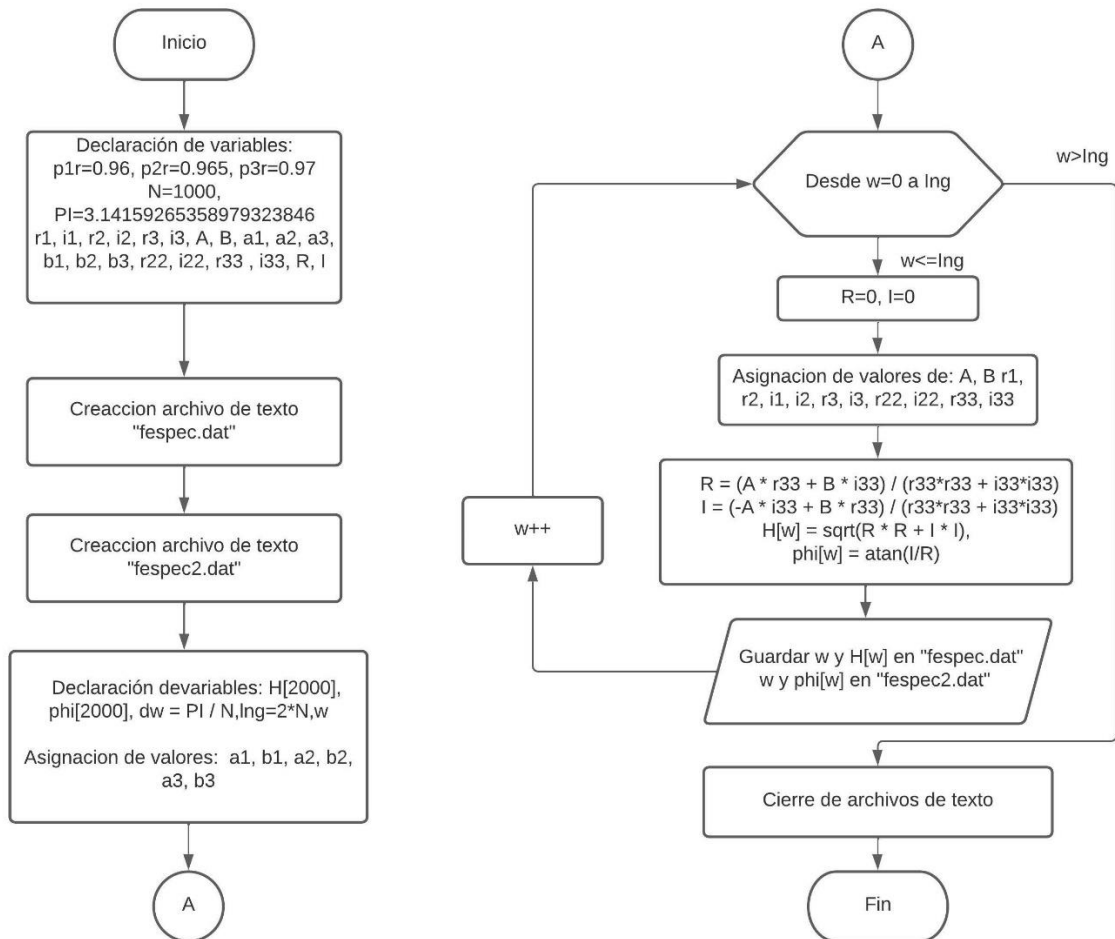 Inicio
Declaración de variables:
p1r=0.96, p2r=0.965, p3r=0.97
N=1000,
PI=3.14159265358979323846
r1, i1, r2, i2, r3, i3, A, B, a1, a2, a3,
b1, b2, b3, r22, i22, r33 , i33, R, I
Creaccion archivo de texto
"fespec.dat"
Creaccion archivo de texto
"fespec2.dat"
Declaración devariables: H[2000],
phi[2000], dw = PI / N,lng=2*N,w
Asignacion de valores: a1, b1, a2, b2,
a3, b3
A
A
Desde w=0 a lng
w>lng
w<=lng
R=0, I=0
Asignacion de valores de: A, B r1,
r2, i1, i2, r3, i3, r22, i22, r33, i33
R = (A * r33 + B * i33) / (r33*r33 + i33*i33)
I = (-A * i33 + B * r33) / (r33*r33 + i33*i33)
H[w] = sqrt(R * R + I * I),
phi[w] = atan(I/R)
w++
Guardar w y H[w] en "fespec.dat"
w y phi[w] en "fespec2.dat"
Cierre de archivos de texto
Fin